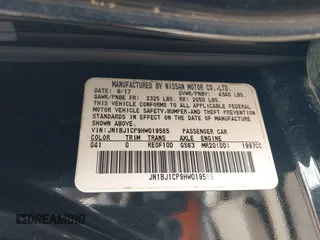 MANUFACTURED BY NISSAN MOTOR CO.,LTD.
DATE: 8/17 GVWR/PNBV: 4360 LBS.
GAWR/PNBE FR: 2325 LBS. RR: 2050 LBS.
THIS VEHICLE CONFORMS TO ALL APPLICABLE
FEDERAL MOTOR VEHICLE SAFETY,BUMPER,AND THEFT PREVENTION
STANDARDS IN EFFECT ON THE DATE OF
MANUFACTURE SHOWN ABOVE.
VIN: JN1BJ1CP9HW019565 PASSENGER CAR
COLOR TRIM TRANS AXLE ENGINE
G41 G RE0F10D GS63 MR20(DD) 1997CC
JN1BJ1CP9HW019565
DREAMBID